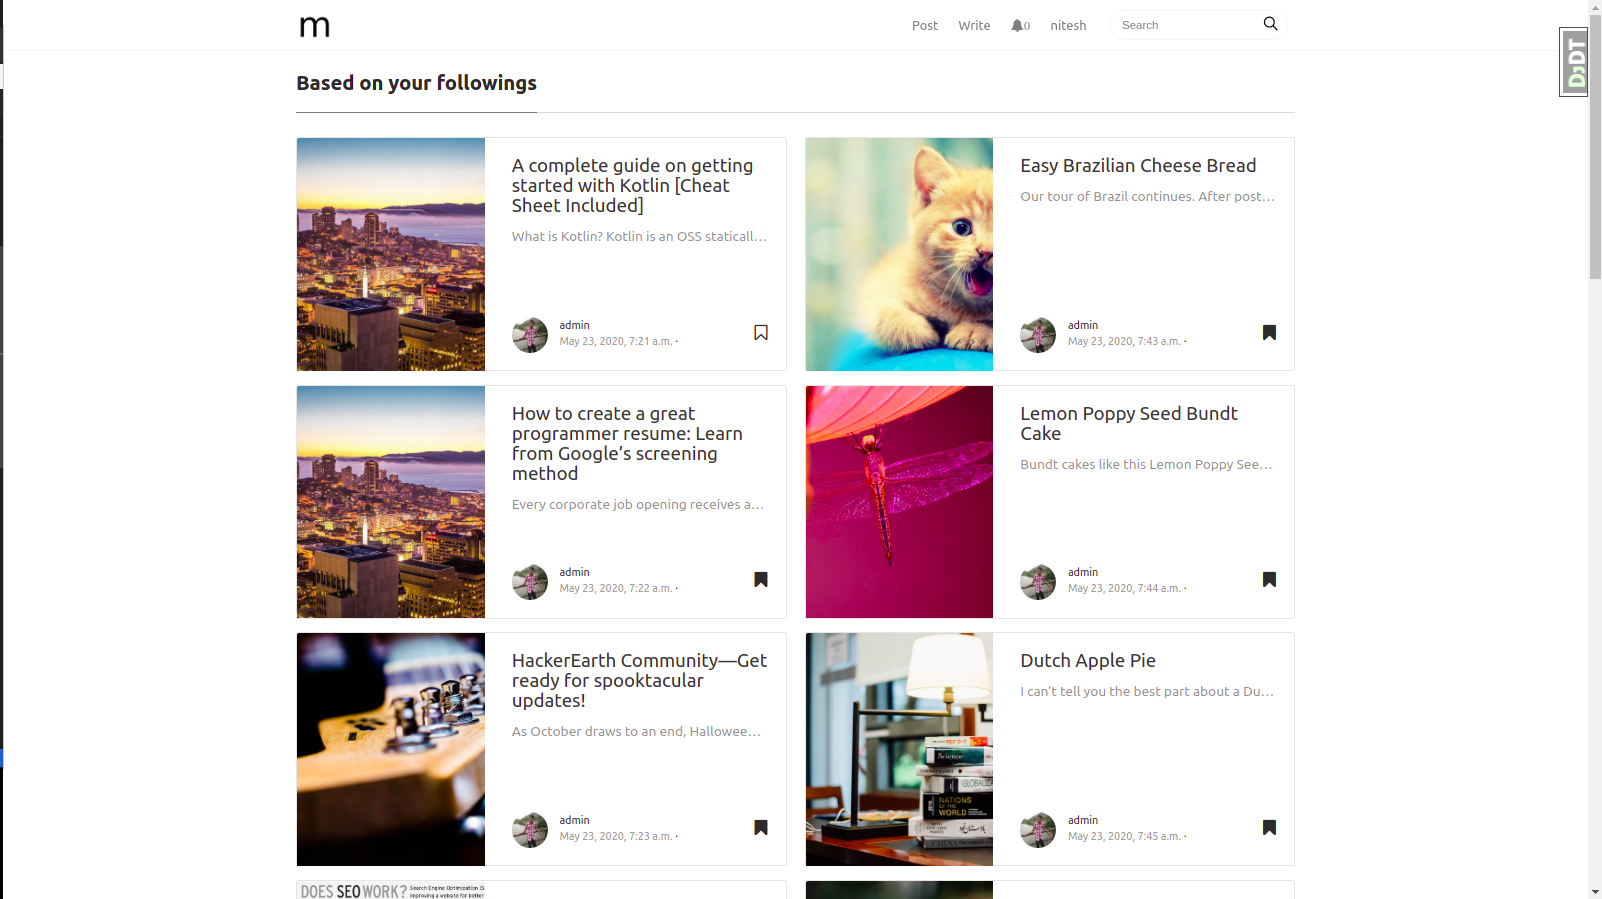 m
Post Write 0 nitesh Search
DJDT
Based on your followings
A complete guide on getting
started with Kotlin [Cheat
Sheet Included]
What is Kotlin? Kotlin is an OSS staticall…
admin
May 23, 2020, 7:21 a.m. ·
Easy Brazilian Cheese Bread
Our tour of Brazil continues. After post…
admin
May 23, 2020, 7:43 a.m. ·
How to create a great
programmer resume: Learn
from Google’s screening
method
Every corporate job opening receives a…
admin
May 23, 2020, 7:22 a.m. ·
Lemon Poppy Seed Bundt
Cake
Bundt cakes like this Lemon Poppy See…
admin
May 23, 2020, 7:44 a.m. ·
HackerEarth Community—Get
ready for spooktacular
updates!
As October draws to an end, Hallowee…
admin
May 23, 2020, 7:23 a.m. ·
Dutch Apple Pie
I can’t tell you the best part about a Du…
admin
May 23, 2020, 7:45 a.m. ·
Science
NATIONS
OF THE
WORLD
CHINA
DOES SEO WORK?
Search Engine Optimization (S
improving a website for better